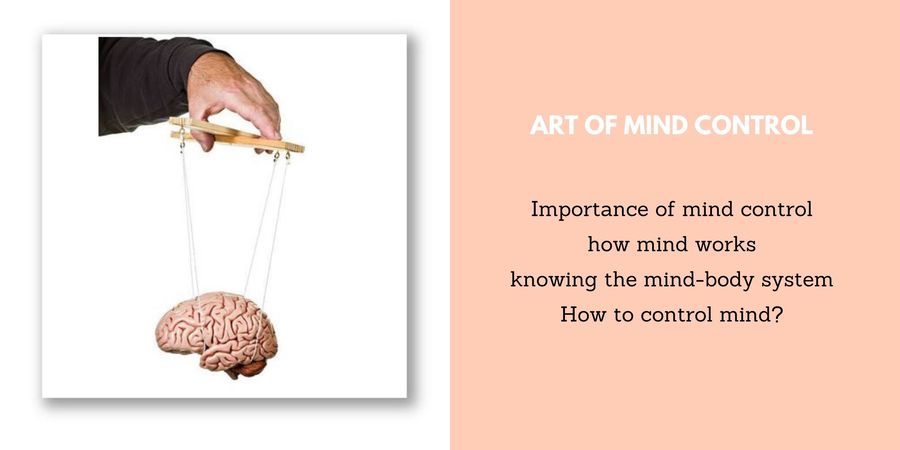 ART OF MIND CONTROL
Importance of mind control
how mind works
knowing the mind-body system
How to control mind?